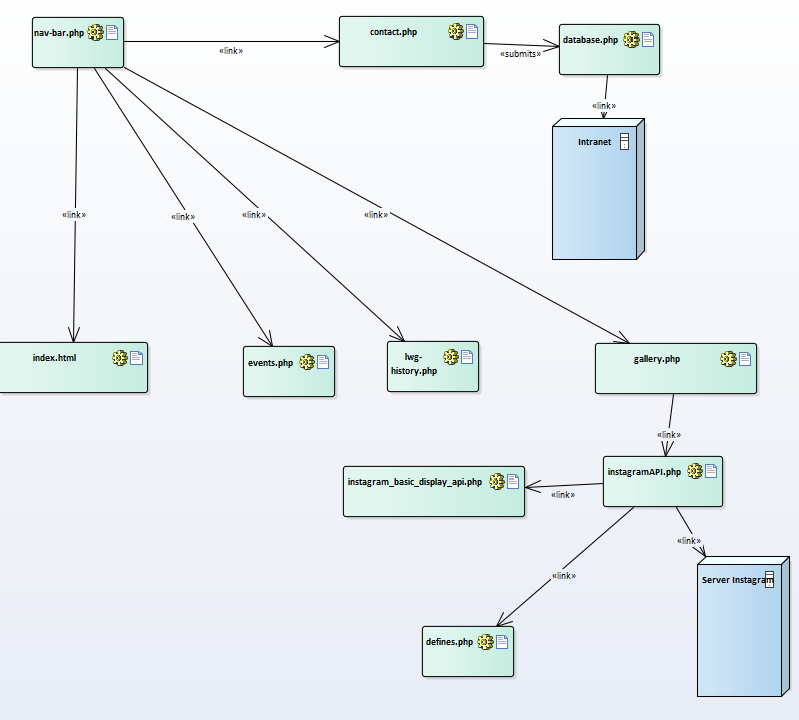 nav-bar.php
contact.php
database.php
«link»
«submits»
«link»
Intranet
«link»
«link»
«link»
«link»
index.html
events.php
lwg-
history.php
gallery.php
«link»
instagram_basic_display_api.php
instagramAPI.php
«link»
«link»
«link»
Server Instagram
defines.php